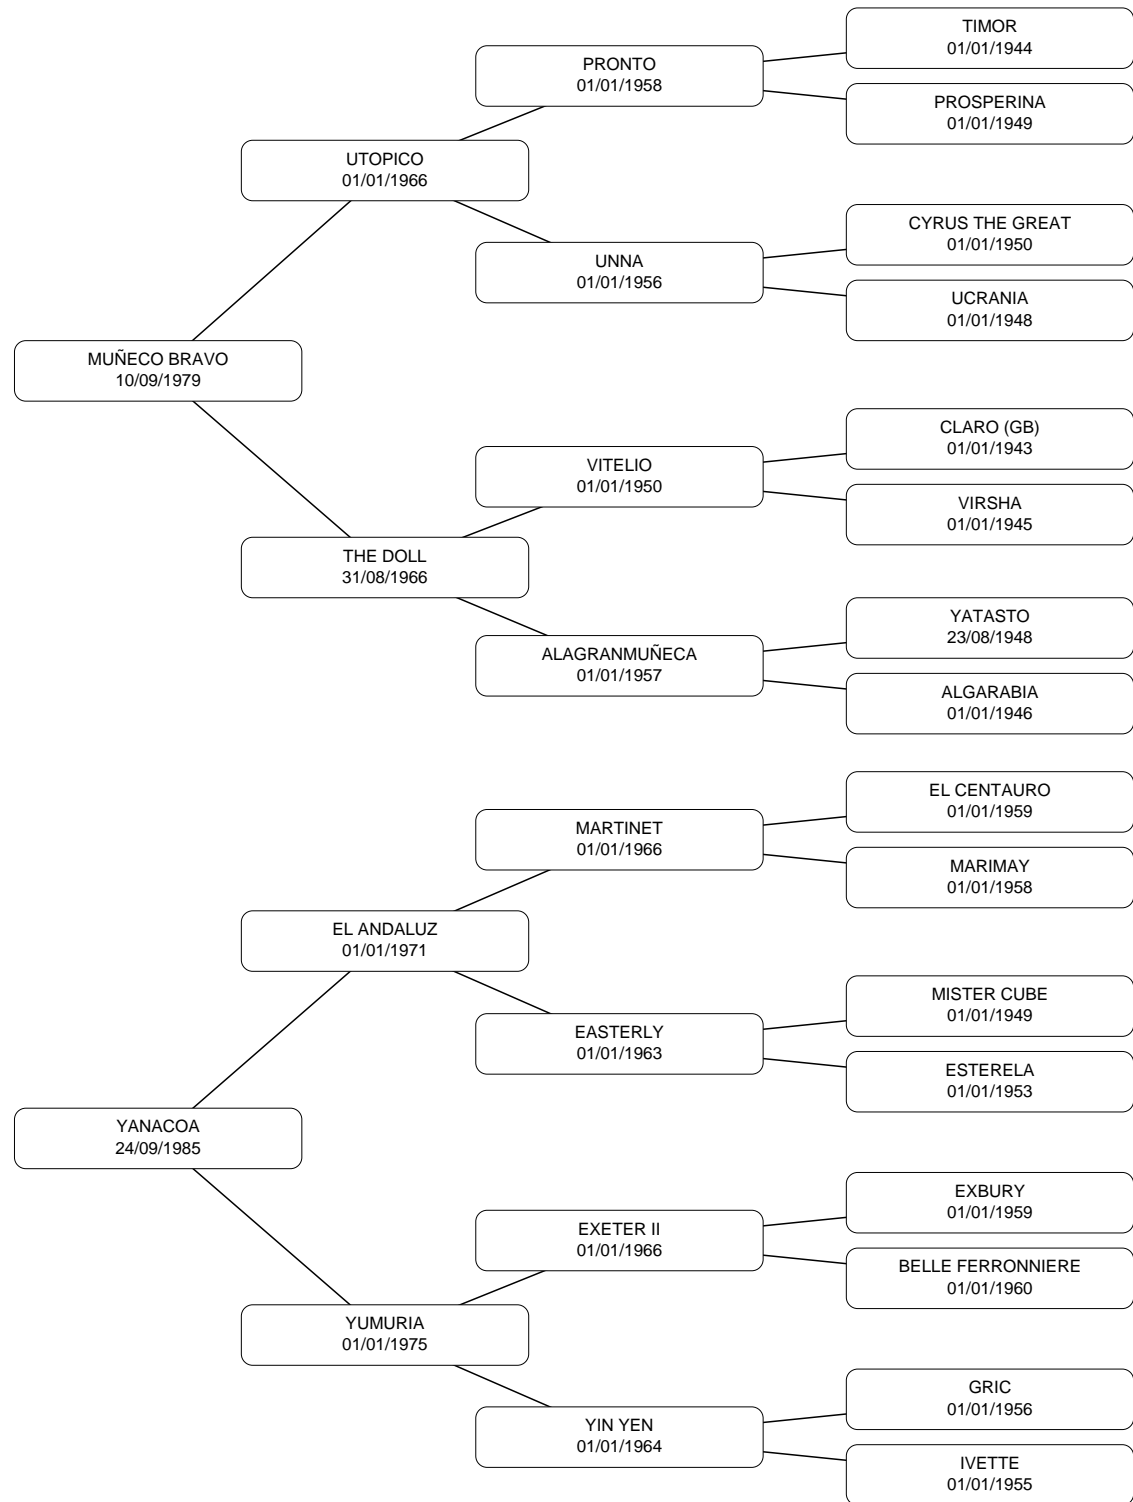 TIMOR
01/01/1944
PRONTO
01/01/1958
PROSPERINA
01/01/1949
UTOPICO
01/01/1966
CYRUS THE GREAT
01/01/1950
UNNA
01/01/1956
UCRANIA
01/01/1948
MUÑECO BRAVO
10/09/1979
CLARO (GB)
01/01/1943
VITELIO
01/01/1950
VIRSHA
01/01/1945
THE DOLL
31/08/1966
YATASTO
23/08/1948
ALAGRANMUÑECA
01/01/1957
ALGARABIA
01/01/1946
EL CENTAURO
01/01/1959
MARTINET
01/01/1966
MARIMAY
01/01/1958
EL ANDALUZ
01/01/1971
MISTER CUBE
01/01/1949
EASTERLY
01/01/1963
ESTERELA
01/01/1953
YANACOA
24/09/1985
EXBURY
01/01/1959
EXETER II
01/01/1966
BELLE FERRONNIERE
01/01/1960
YUMURIA
01/01/1975
GRIC
01/01/1956
YIN YEN
01/01/1964
IVETTE
01/01/1955